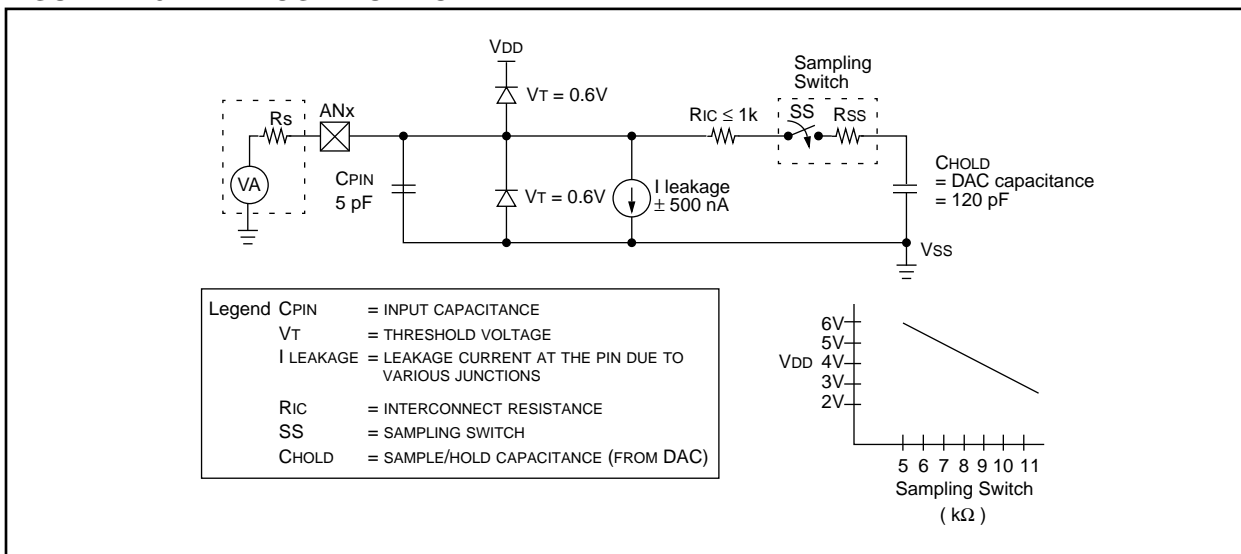 VDD
Sampling
Switch
VT = 0.6V
ANx
RIC ≤ 1k
SS
RSS
Rs
VA
CPIN
5 pF
VT = 0.6V
I leakage
± 500 nA
CHOLD
= DAC capacitance
= 120 pF
VSS
Legend CPIN = INPUT CAPACITANCE
VT = THRESHOLD VOLTAGE
I LEAKAGE = LEAKAGE CURRENT AT THE PIN DUE TO
VARIOUS JUNCTIONS
RIC = INTERCONNECT RESISTANCE
SS = SAMPLING SWITCH
CHOLD = SAMPLE/HOLD CAPACITANCE (FROM DAC)
6V
5V
VDD 4V
3V
2V
5 6 7 8 9 10 11
Sampling Switch
( kΩ )